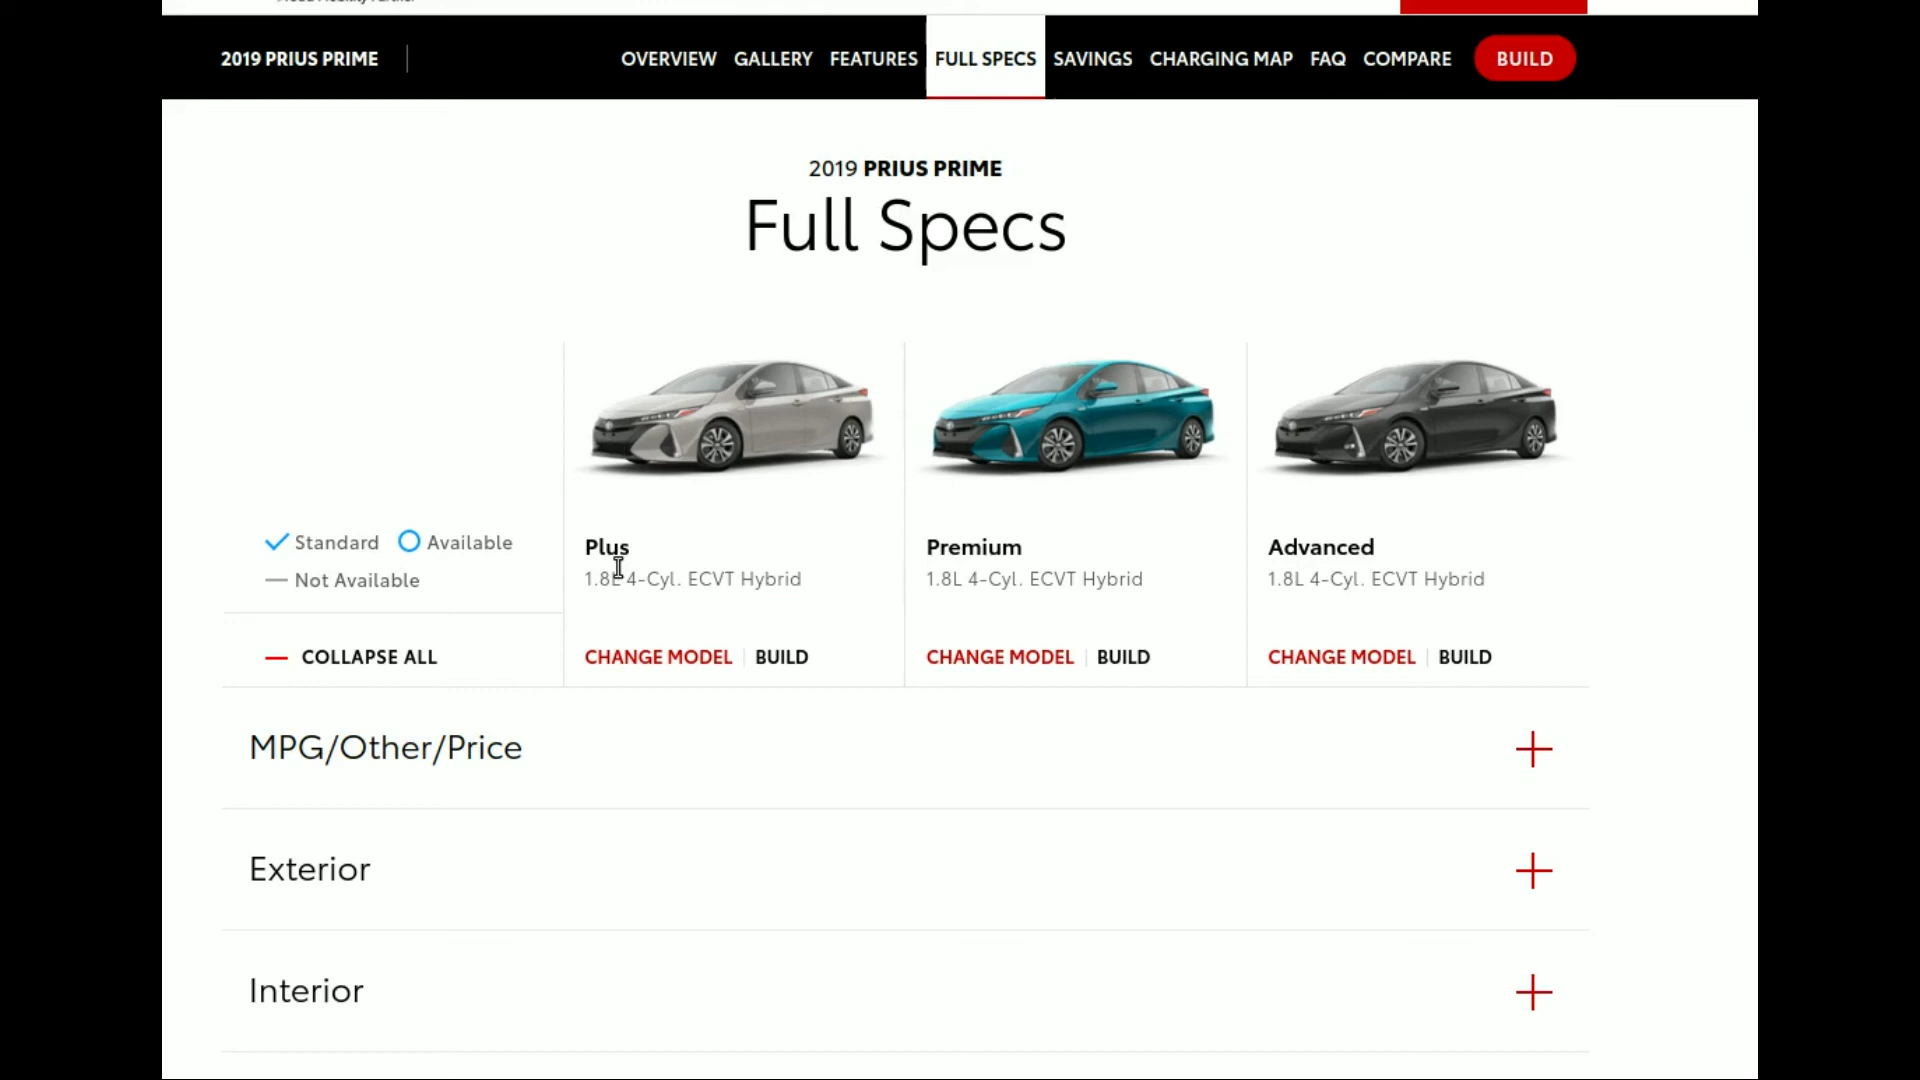 2019 PRIUS PRIME
OVERVIEW GALLERY FEATURES FULL SPECS SAVINGS CHARGING MAP FAQ COMPARE BUILD
2019 PRIUS PRIME
Full Specs
Standard Available
Not Available
Plus
1.8L 4-Cyl. ECVT Hybrid
Premium
1.8L 4-Cyl. ECVT Hybrid
Advanced
1.8L 4-Cyl. ECVT Hybrid
COLLAPSE ALL
CHANGE MODEL BUILD
CHANGE MODEL BUILD
CHANGE MODEL BUILD
MPG/Other/Price
Exterior
Interior